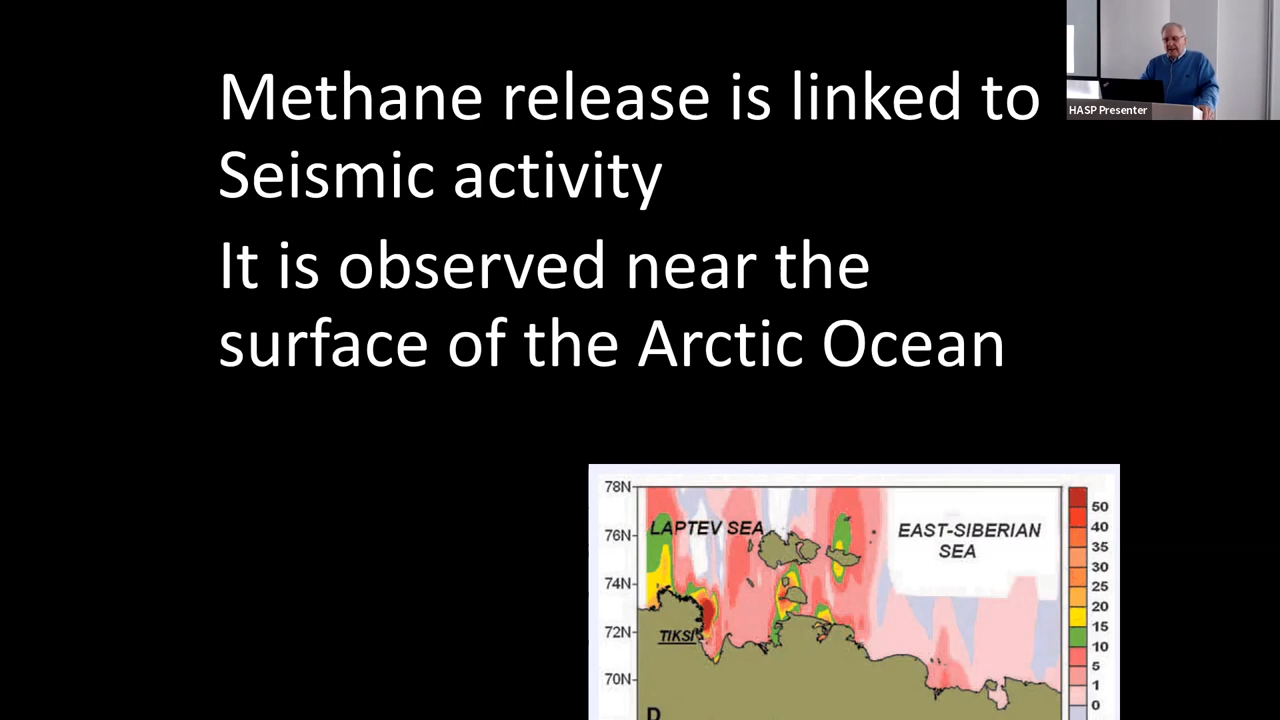 Methane release is linked to
Seismic activity
It is observed near the
surface of the Arctic Ocean
HASP Presenter
78N
76N
74N
72N
70N
LAPTEV SEA
EAST-SIBERIAN
SEA
TIKSI
D
50
40
35
30
25
20
15
10
5
1
0